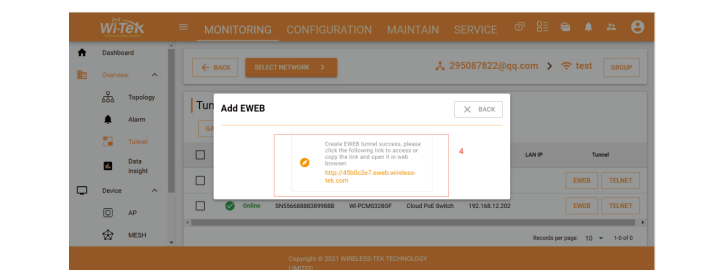 Wi-Tek
MONITORING CONFIGURATION MAINTAIN SERVICE
Dashboard
Overview
Topology
Alarm
Tunnel
Data
insight
Device
AP
MESH
BACK
SELECT NETWORK >
295087822@qq.com > test
GROUP
Tun
Add EWEB
BACK
Create EWEB tunnel success, please
click the following link to access or
copy the link and open it in web
browser.
http://45b0c2e7.eweb.wireless-
tek.com
4
LAN IP Tunnel
EWEB TELNET
Online WI-PCMS328GF Cloud PoE Switch 192.168.12.202 EWEB TELNET
Records per page: 10 1-0 of 0
Copyright © 2021 WIRELESS-TEK TECHNOLOGY
LIMITED